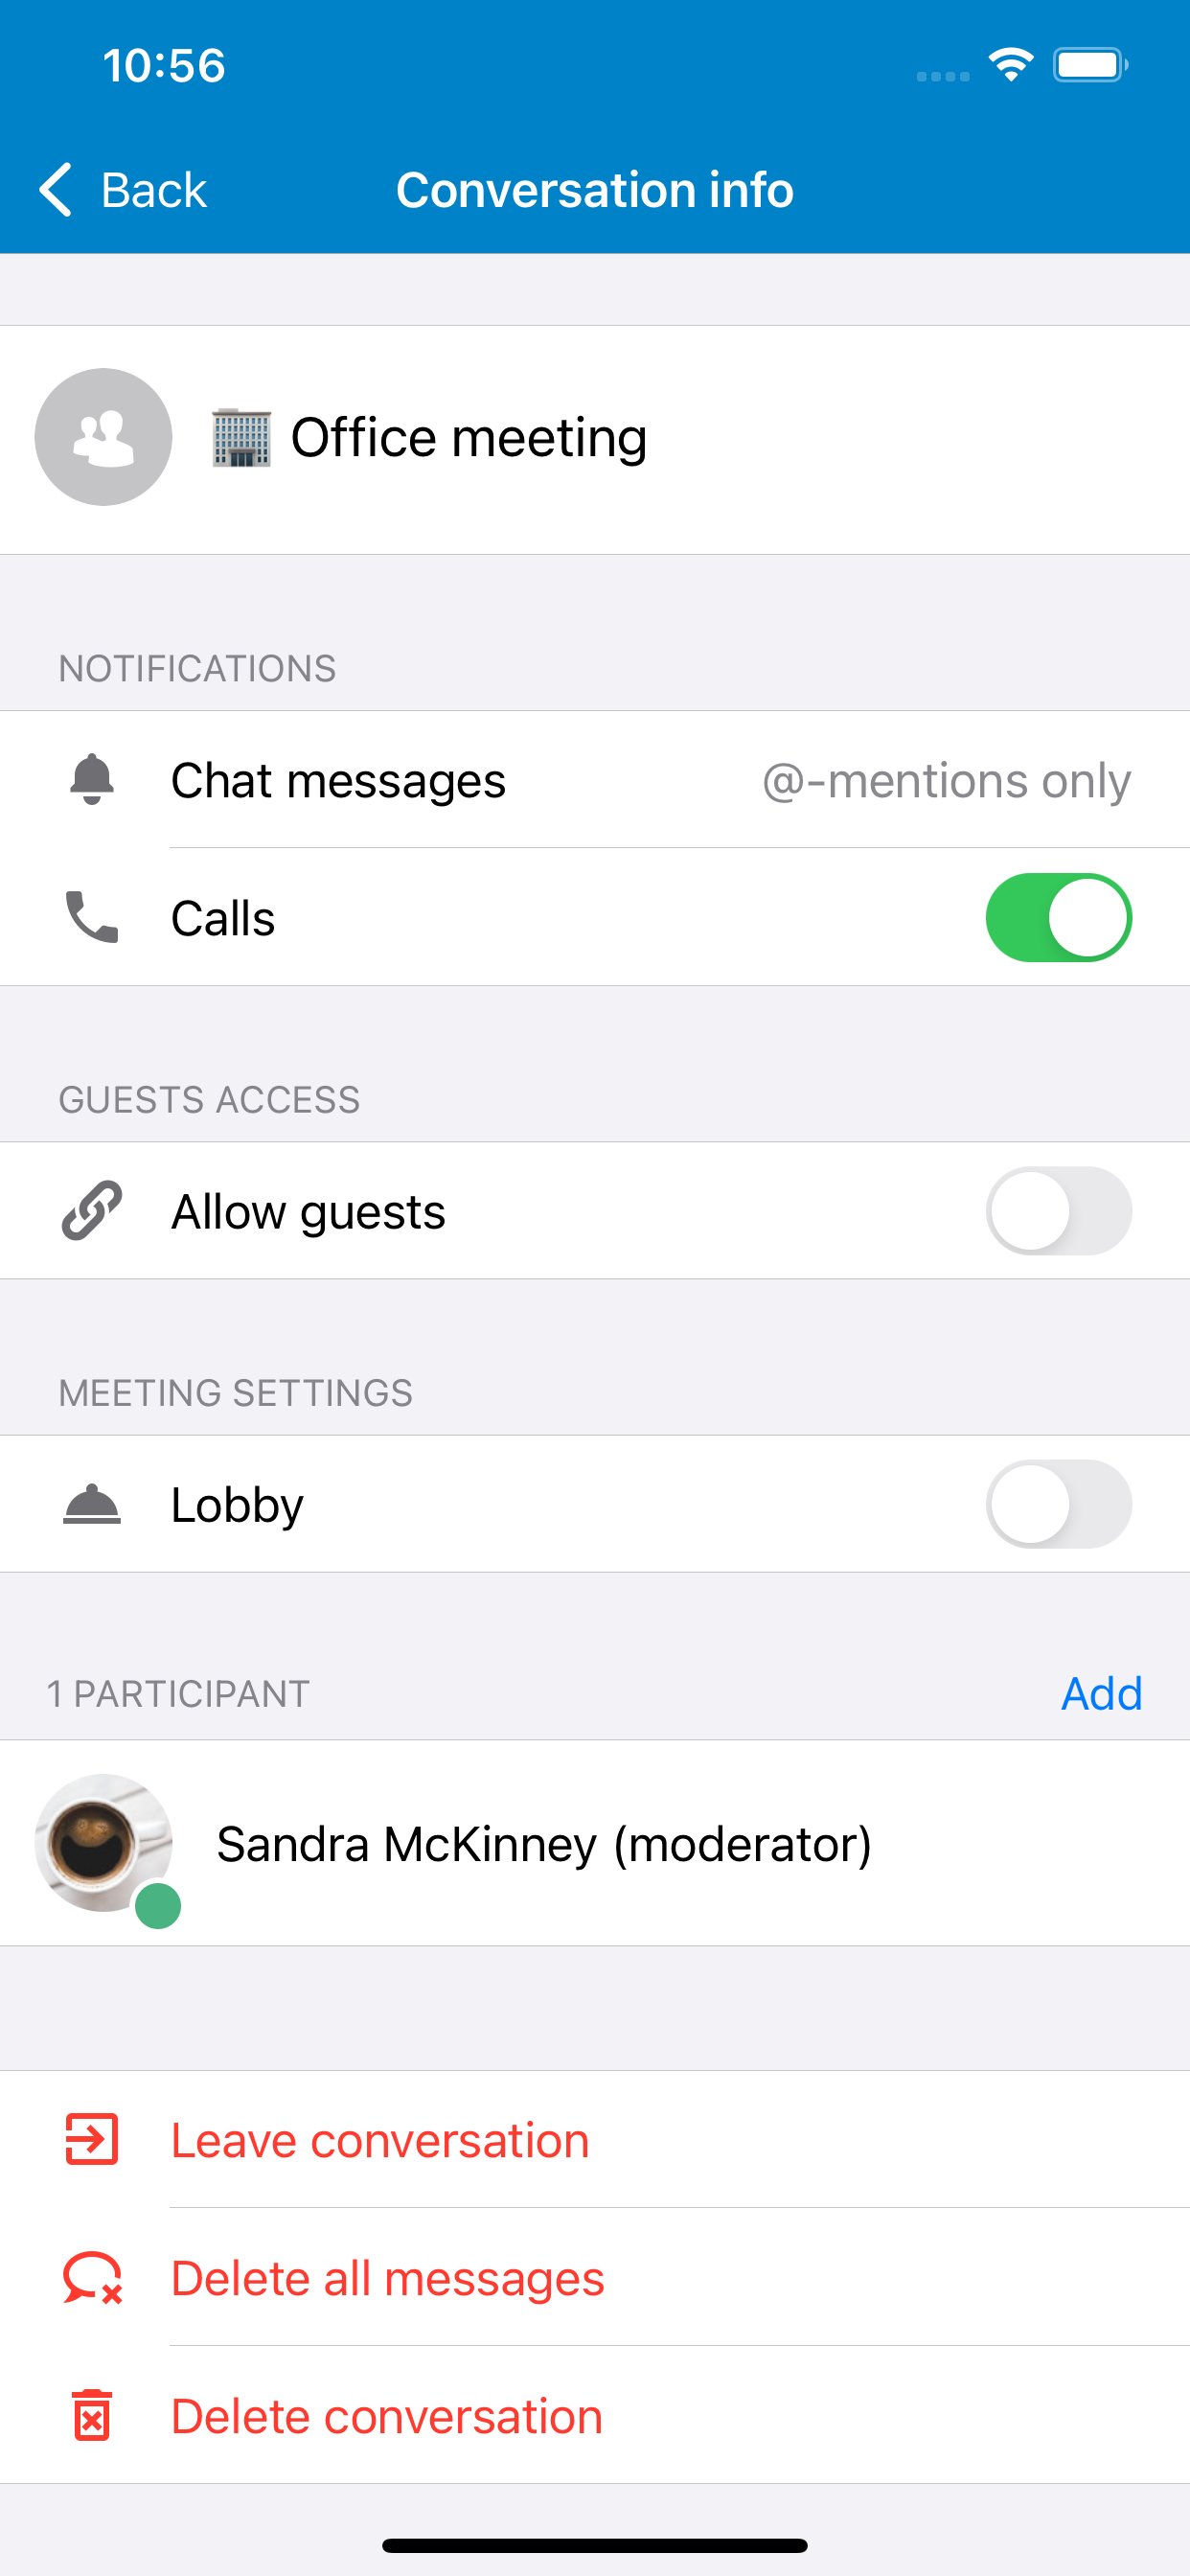 10:56
Back
Conversation info
🏢 Office meeting
NOTIFICATIONS
Chat messages @-mentions only
Calls
GUESTS ACCESS
Allow guests
MEETING SETTINGS
Lobby
1 PARTICIPANT Add
Sandra McKinney (moderator)
Leave conversation
Delete all messages
Delete conversation